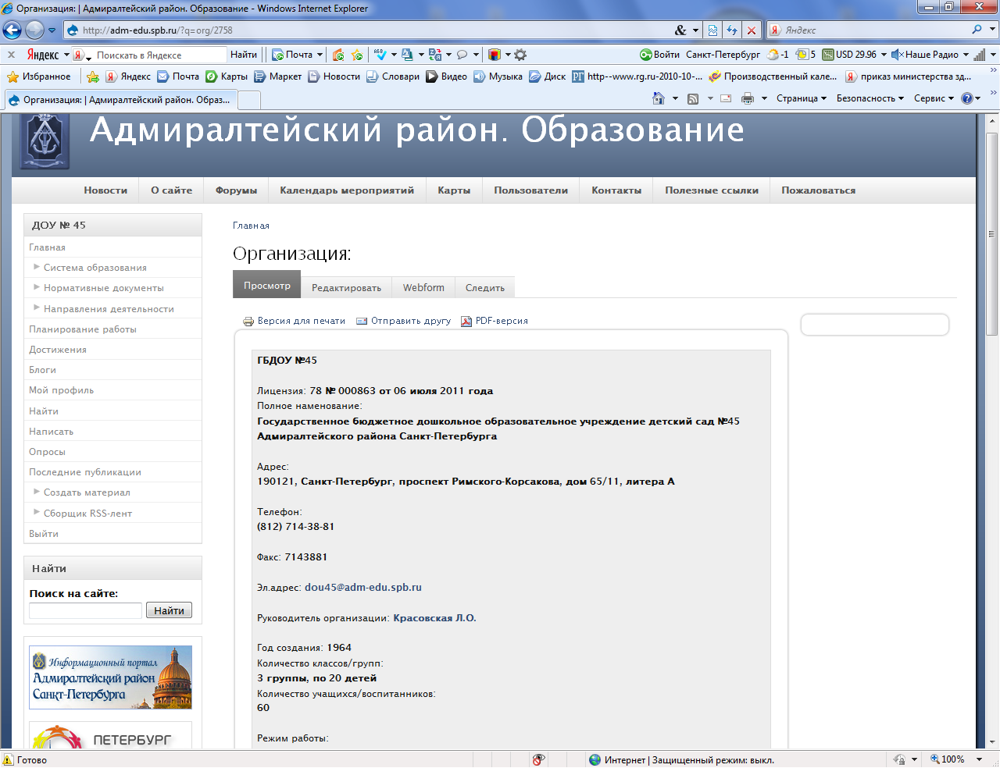 Организация: | Адмиралтейский район. Образование - Windows Internet Explorer
http://adm-edu.spb.ru/?q=org/2758
Яндекс
Яндекс
Поискать в Яндексе
Найти
Почта
Войти
Санкт-Петербург
-1
5
USD 29.96
Наше Радио
Избранное
Яндекс
Почта
Карты
Маркет
Новости
Словари
Видео
Музыка
Диск
http--www.rg.ru-2010-10-...
Производственный кале...
приказ министерства зд...
Организация: | Адмиралтейский район. Образ...
Страница
Безопасность
Сервис
Адмиралтейский район. Образование
Новости
О сайте
Форумы
Календарь мероприятий
Карты
Пользователи
Контакты
Полезные ссылки
Пожаловаться
ДОУ № 45
Главная
Система образования
Нормативные документы
Направления деятельности
Планирование работы
Достижения
Блоги
Мой профиль
Найти
Написать
Опросы
Последние публикации
Создать материал
Сборщик RSS-лент
Выйти
Найти
Поиск на сайте:
Найти
Информационный портал
Адмиралтейский район
Санкт-Петербурга
ПЕТЕРБУРГ
Главная
Организация:
Просмотр
Редактировать
Webform
Следить
Версия для печати
Отправить другу
PDF-версия
ГБДОУ №45
Лицензия: 78 № 000863 от 06 июля 2011 года
Полное наменование:
Государственное бюджетное дошкольное образовательное учреждение детский сад №45
Адмиралтейского района Санкт-Петербурга
Адрес:
190121, Санкт-Петербург, проспект Римского-Корсакова, дом 65/11, литера А
Телефон:
(812) 714-38-81
Факс: 7143881
Эл.адрес: dou45@adm-edu.spb.ru
Руководитель организации: Красовская Л.О.
Год создания: 1964
Количество классов/групп:
3 группы, по 20 детей
Количество учащихся/воспитанников:
60
Режим работы:
Готово
Интернет | Защищенный режим: выкл.
100%